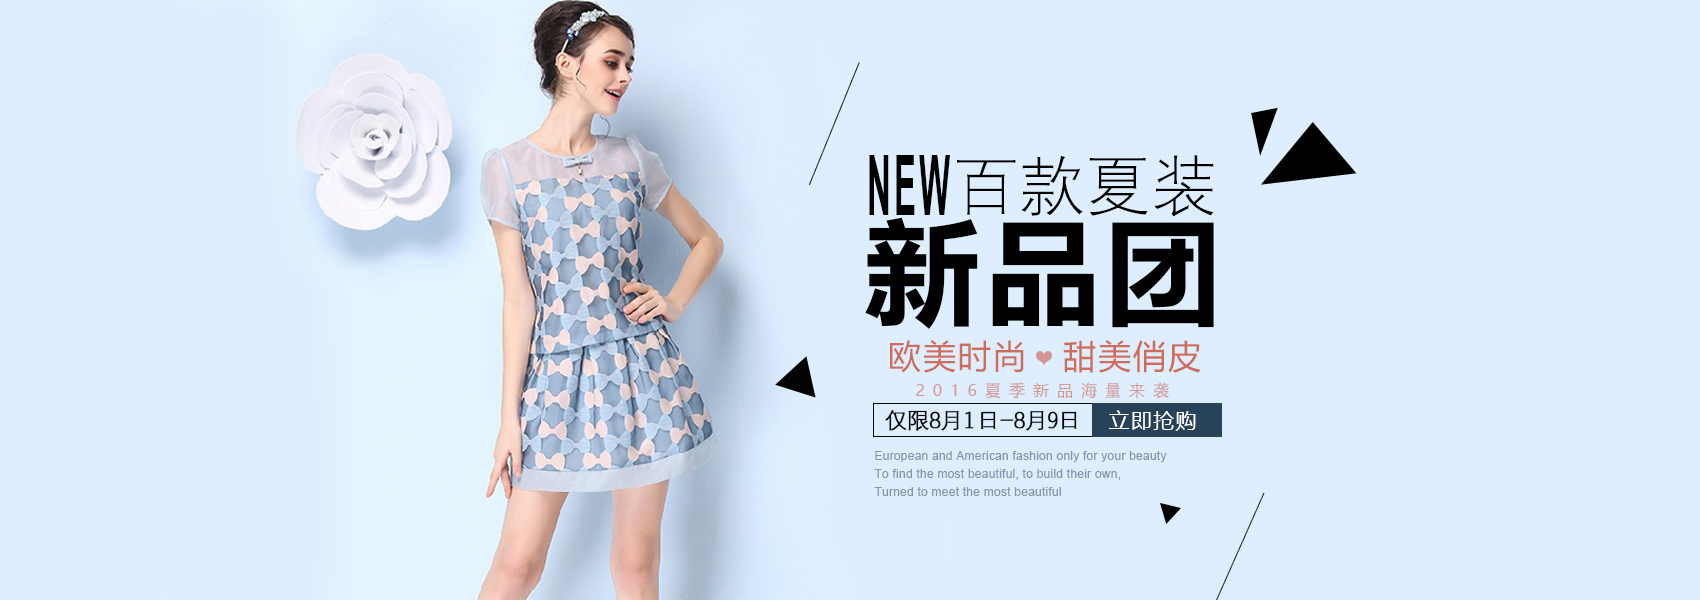 NEW百款夏装
新品团
欧美时尚❤甜美俏皮
2016夏季新品海量来袭
仅限8月1日-8月9日 立即抢购
European and American fashion only for your beauty
To find the most beautiful, to build their own,
Turned to meet the most beautiful